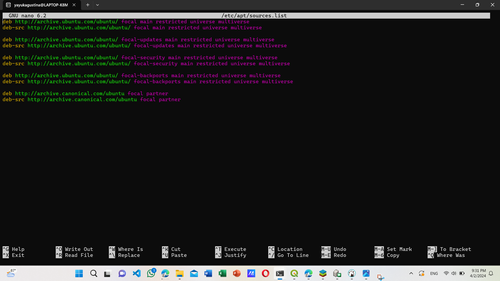 GNU nano 6.2 /etc/apt/sources.list
deb http://archive.ubuntu.com/ubuntu/ focal main restricted universe multiverse
deb-src http://archive.ubuntu.com/ubuntu/ focal main restricted universe multiverse
deb http://archive.ubuntu.com/ubuntu/ focal-updates main restricted universe multiverse
deb-src http://archive.ubuntu.com/ubuntu/ focal-updates main restricted universe multiverse
deb http://archive.ubuntu.com/ubuntu/ focal-security main restricted universe multiverse
deb-src http://archive.ubuntu.com/ubuntu/ focal-security main restricted universe multiverse
deb http://archive.ubuntu.com/ubuntu/ focal-backports main restricted universe multiverse
deb-src http://archive.ubuntu.com/ubuntu/ focal-backports main restricted universe multiverse
deb http://archive.canonical.com/ubuntu focal partner
deb-src http://archive.canonical.com/ubuntu focal partner
^G Help ^O Write Out ^W Where Is ^K Cut ^T Execute ^C Location M-U Undo M-A Set Mark M-] To Bracket
^X Exit ^R Read File ^\ Replace ^U Paste ^J Justify ^/ Go To Line M-E Redo M-6 Copy ^Q Where Was
ENG
9:31 PM
4/2/2024